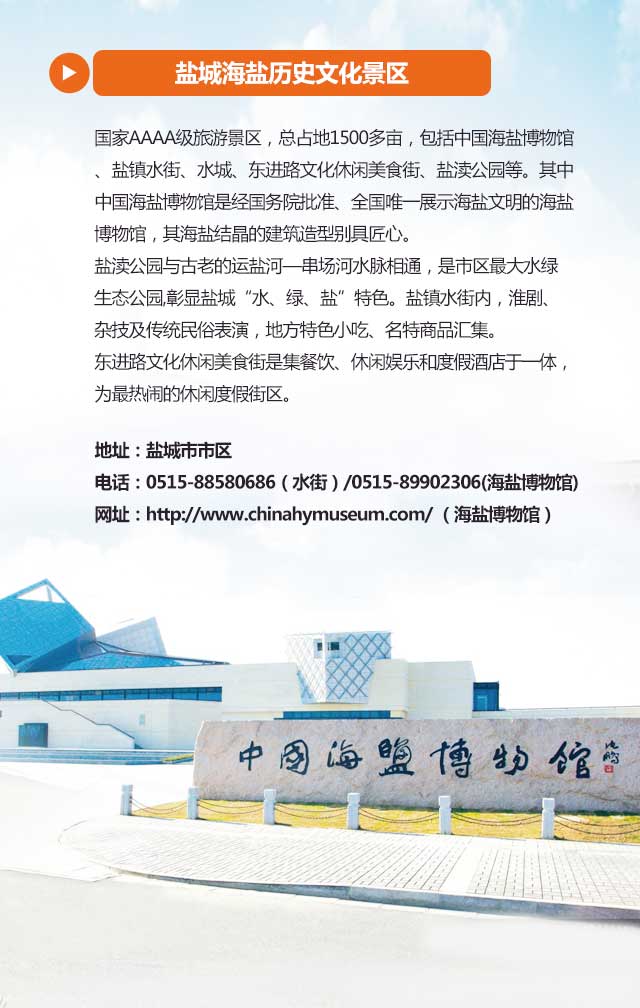 盐城海盐历史文化景区
国家AAAA级旅游景区，总占地1500多亩，包括中国海盐博物馆
、盐镇水街、水城、东进路文化休闲美食街、盐渎公园等。其中
中国海盐博物馆是经国务院批准、全国唯一展示海盐文明的海盐
博物馆，其海盐结晶的建筑造型别具匠心。
盐渎公园与古老的运盐河—串场河水脉相通，是市区最大水绿
生态公园,彰显盐城“水、绿、盐”特色。盐镇水街内，淮剧、
杂技及传统民俗表演，地方特色小吃、名特商品汇集。
东进路文化休闲美食街是集餐饮、休闲娱乐和度假酒店于一体，
为最热闹的休闲度假街区。
地址：盐城市市区
电话：0515-88580686（水街）/0515-89902306(海盐博物馆)
网址：http://www.chinahymuseum.com/（海盐博物馆）
中國海鹽博物馆